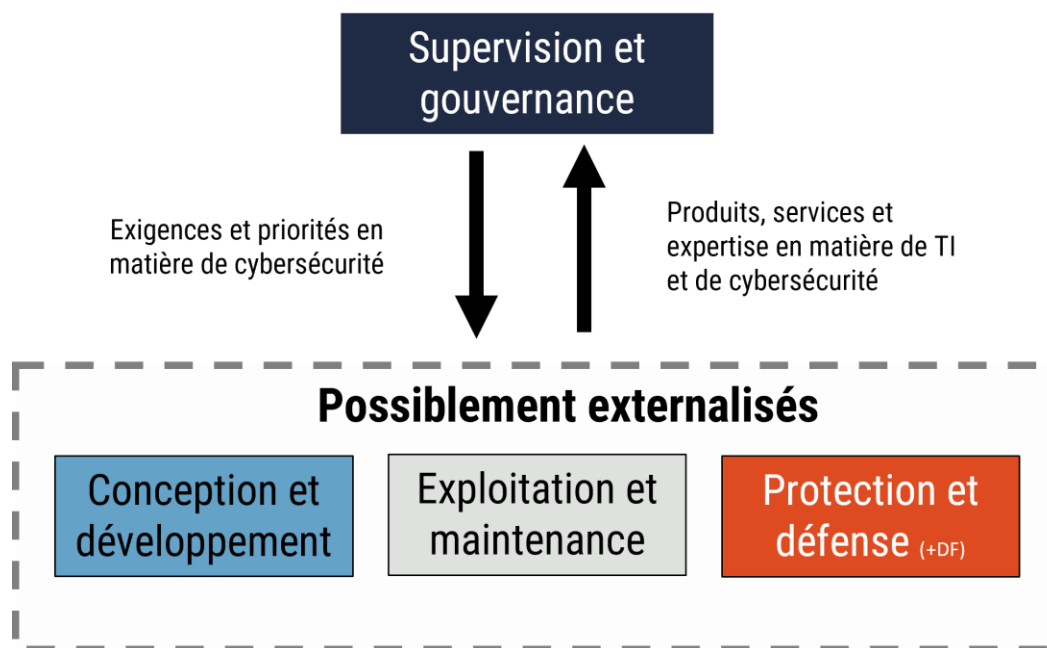 Supervision et
gouvernance
Exigences et priorités en
matière de cybersécurité
Produits, services et
expertise en matière de TI
et de cybersécurité
Possiblement externalisés
Conception et
développement
Exploitation et
maintenance
Protection et
défense (+DF)